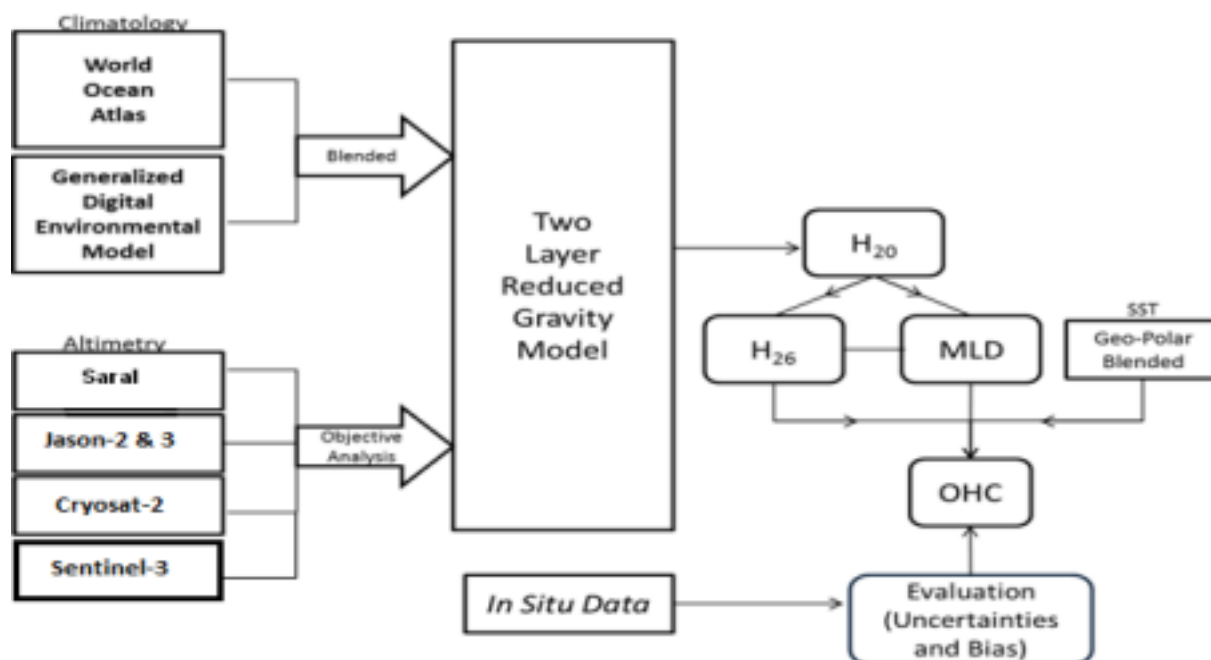 Climatology
World
Ocean
Atlas
Generalized
Digital
Environmental
Model
Blended
Altimetry
Saral
Jason-2 & 3
Cryosat-2
Sentinel-3
Objective
Analysis
Two
Layer
Reduced
Gravity
Model
H₂₀
H₂₆
MLD
SST
Geo-Polar
Blended
OHC
In Situ Data
Evaluation
(Uncertainties
and Bias)